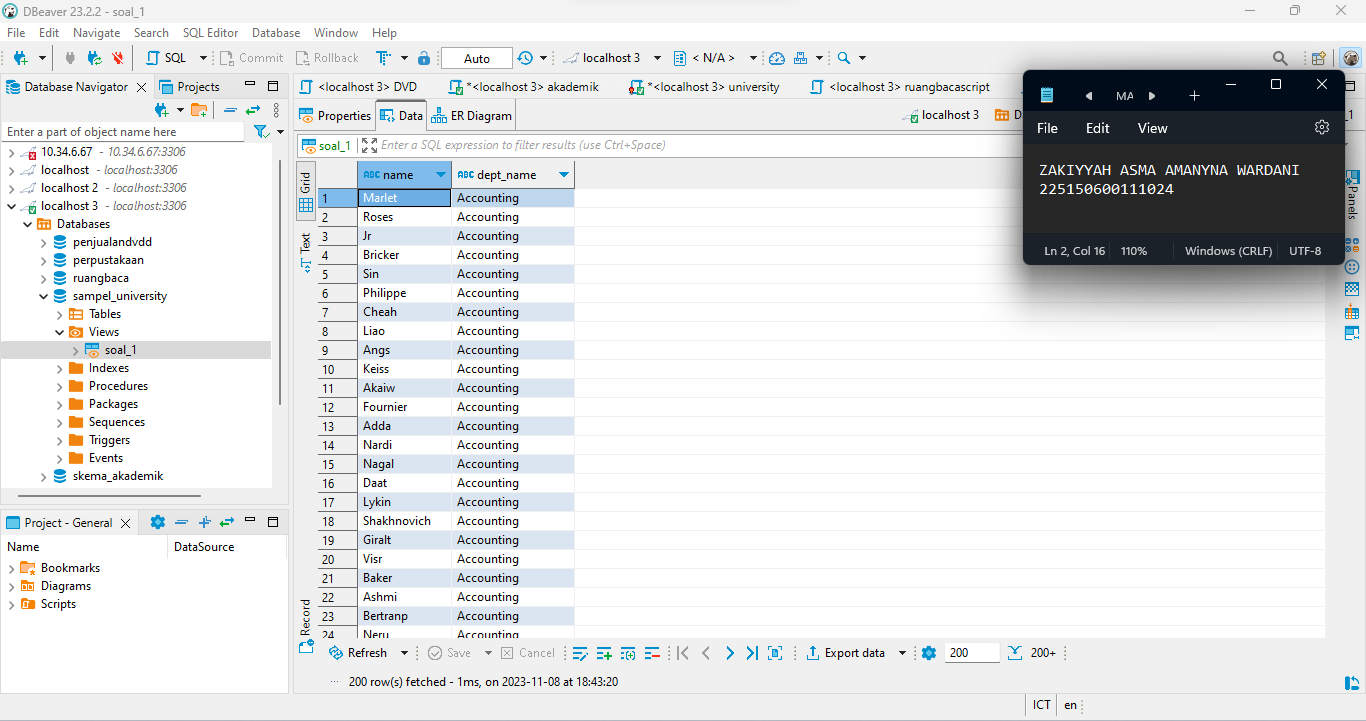 DBeaver 23.2.2 - soal_1
File Edit Navigate Search SQL Editor Database Window Help
SQL Commit Rollback Auto localhost 3 < N/A >
Database Navigator Projects
Enter a part of object name here
10.34.6.67 - 10.34.6.67:3306
localhost - localhost:3306
localhost 2 - localhost:3306
localhost 3 - localhost:3306
Databases
penjualandvdd
perpustakaan
ruangbaca
sampel_university
Tables
Views
soal_1
Indexes
Procedures
Packages
Sequences
Triggers
Events
skema_akademik
Project - General
Name DataSource
Bookmarks
Diagrams
Scripts
<localhost 3> DVD *<localhost 3> akademik *<localhost 3> university <localhost 3> ruangbacascript
Properties Data ER Diagram localhost 3
soal_1 Enter a SQL expression to filter results (use Ctrl+Space)
Grid
Text
Record
ABC name ABC dept_name
1 Marlet Accounting
2 Roses Accounting
3 Jr Accounting
4 Bricker Accounting
5 Sin Accounting
6 Philippe Accounting
7 Cheah Accounting
8 Liao Accounting
9 Angs Accounting
10 Keiss Accounting
11 Akaiw Accounting
12 Fournier Accounting
13 Adda Accounting
14 Nardi Accounting
15 Nagal Accounting
16 Daat Accounting
17 Lykin Accounting
18 Shakhnovich Accounting
19 Giralt Accounting
20 Visr Accounting
21 Baker Accounting
22 Ashmi Accounting
23 Bertranp Accounting
24 Neru Accounting
Refresh Save Cancel Export data 200 200+
200 row(s) fetched - 1ms, on 2023-11-08 at 18:43:20
ICT en
Panels
MA
File Edit View
ZAKIYYAH ASMA AMANYNA WARDANI
225150600111024
Ln 2, Col 16 110% Windows (CRLF) UTF-8